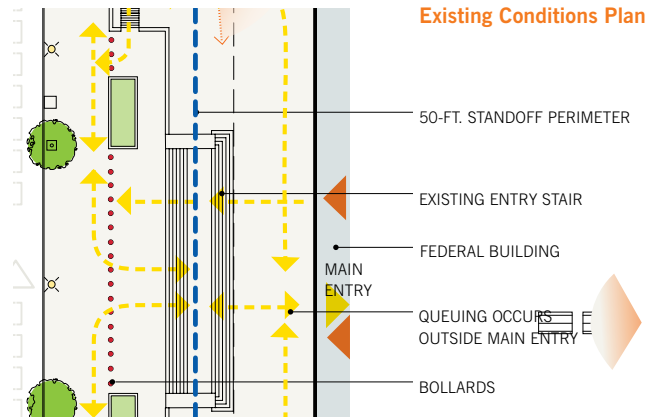 Existing Conditions Plan
50-FT. STANDOFF PERIMETER
EXISTING ENTRY STAIR
FEDERAL BUILDING
MAIN
ENTRY
QUEUING OCCURS
OUTSIDE MAIN ENTRY
BOLLARDS